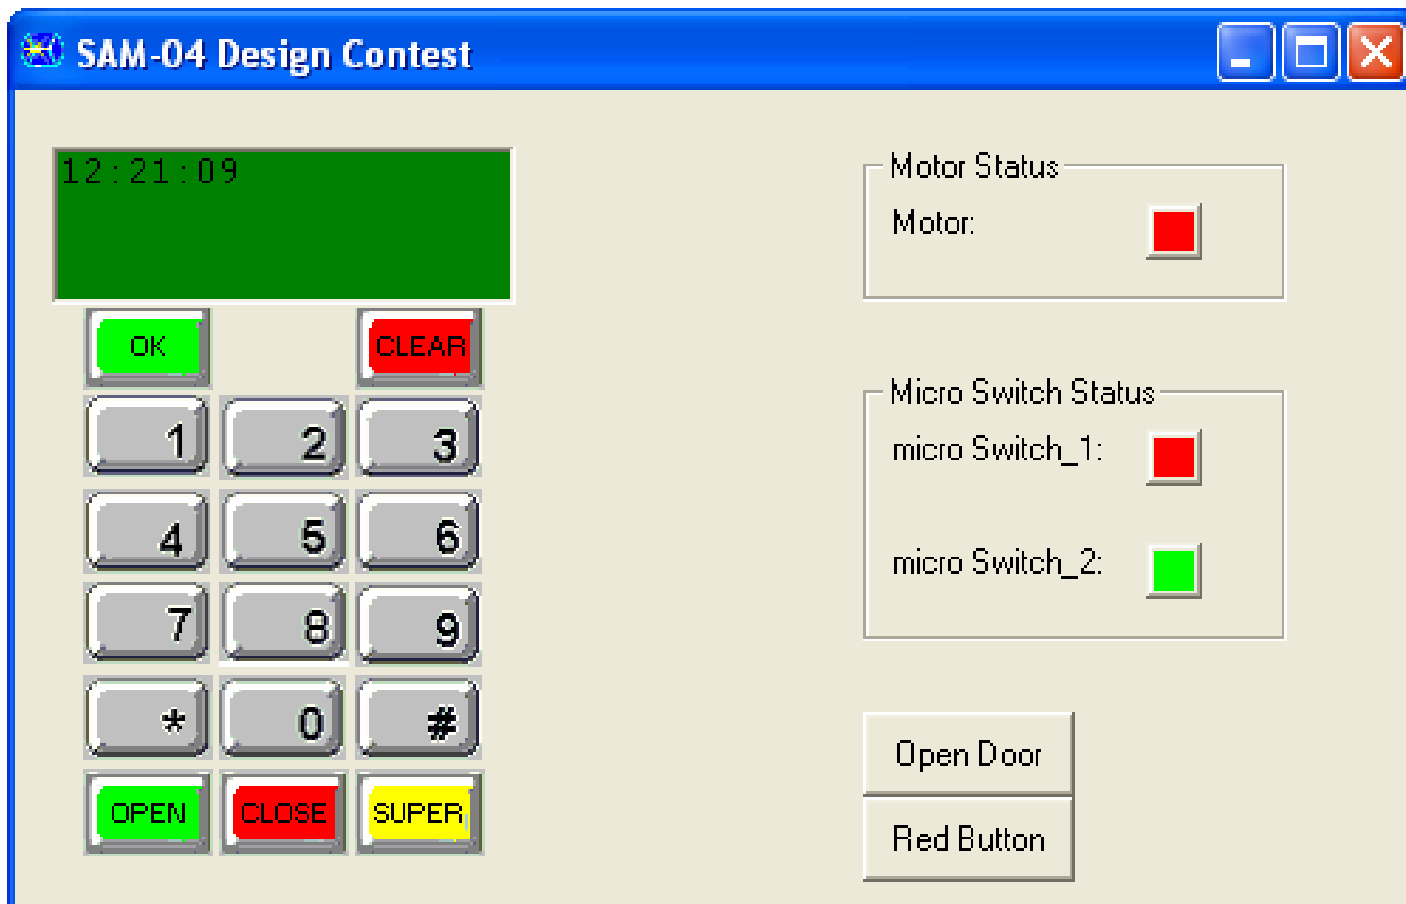 SAM-04 Design Contest
12:21:09
OK CLEAR
1 2 3
4 5 6
7 8 9
* 0 #
OPEN CLOSE SUPER
Motor Status
Motor:
Micro Switch Status
micro Switch_1:
micro Switch_2:
Open Door
Red Button